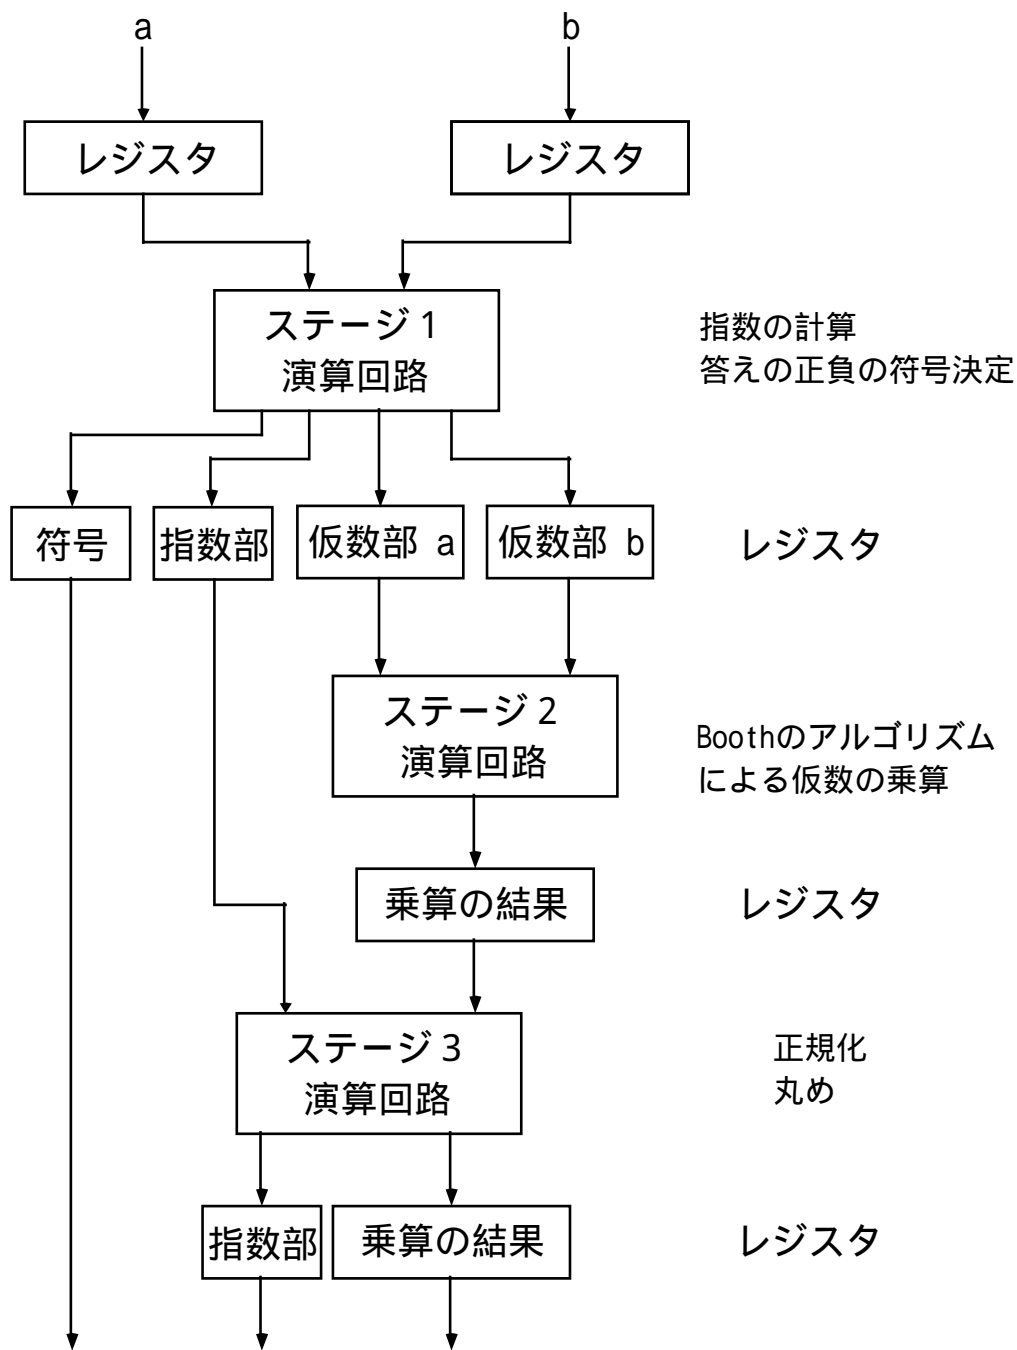 a
b
レジスタ
レジスタ
ステージ1
演算回路
指数の計算
答えの正負の符号決定
符号
指数部
仮数部 a
仮数部 b
レジスタ
ステージ2
演算回路
Boothのアルゴリズム
による仮数の乗算
乗算の結果
レジスタ
ステージ3
演算回路
正規化
丸め
指数部
乗算の結果
レジスタ